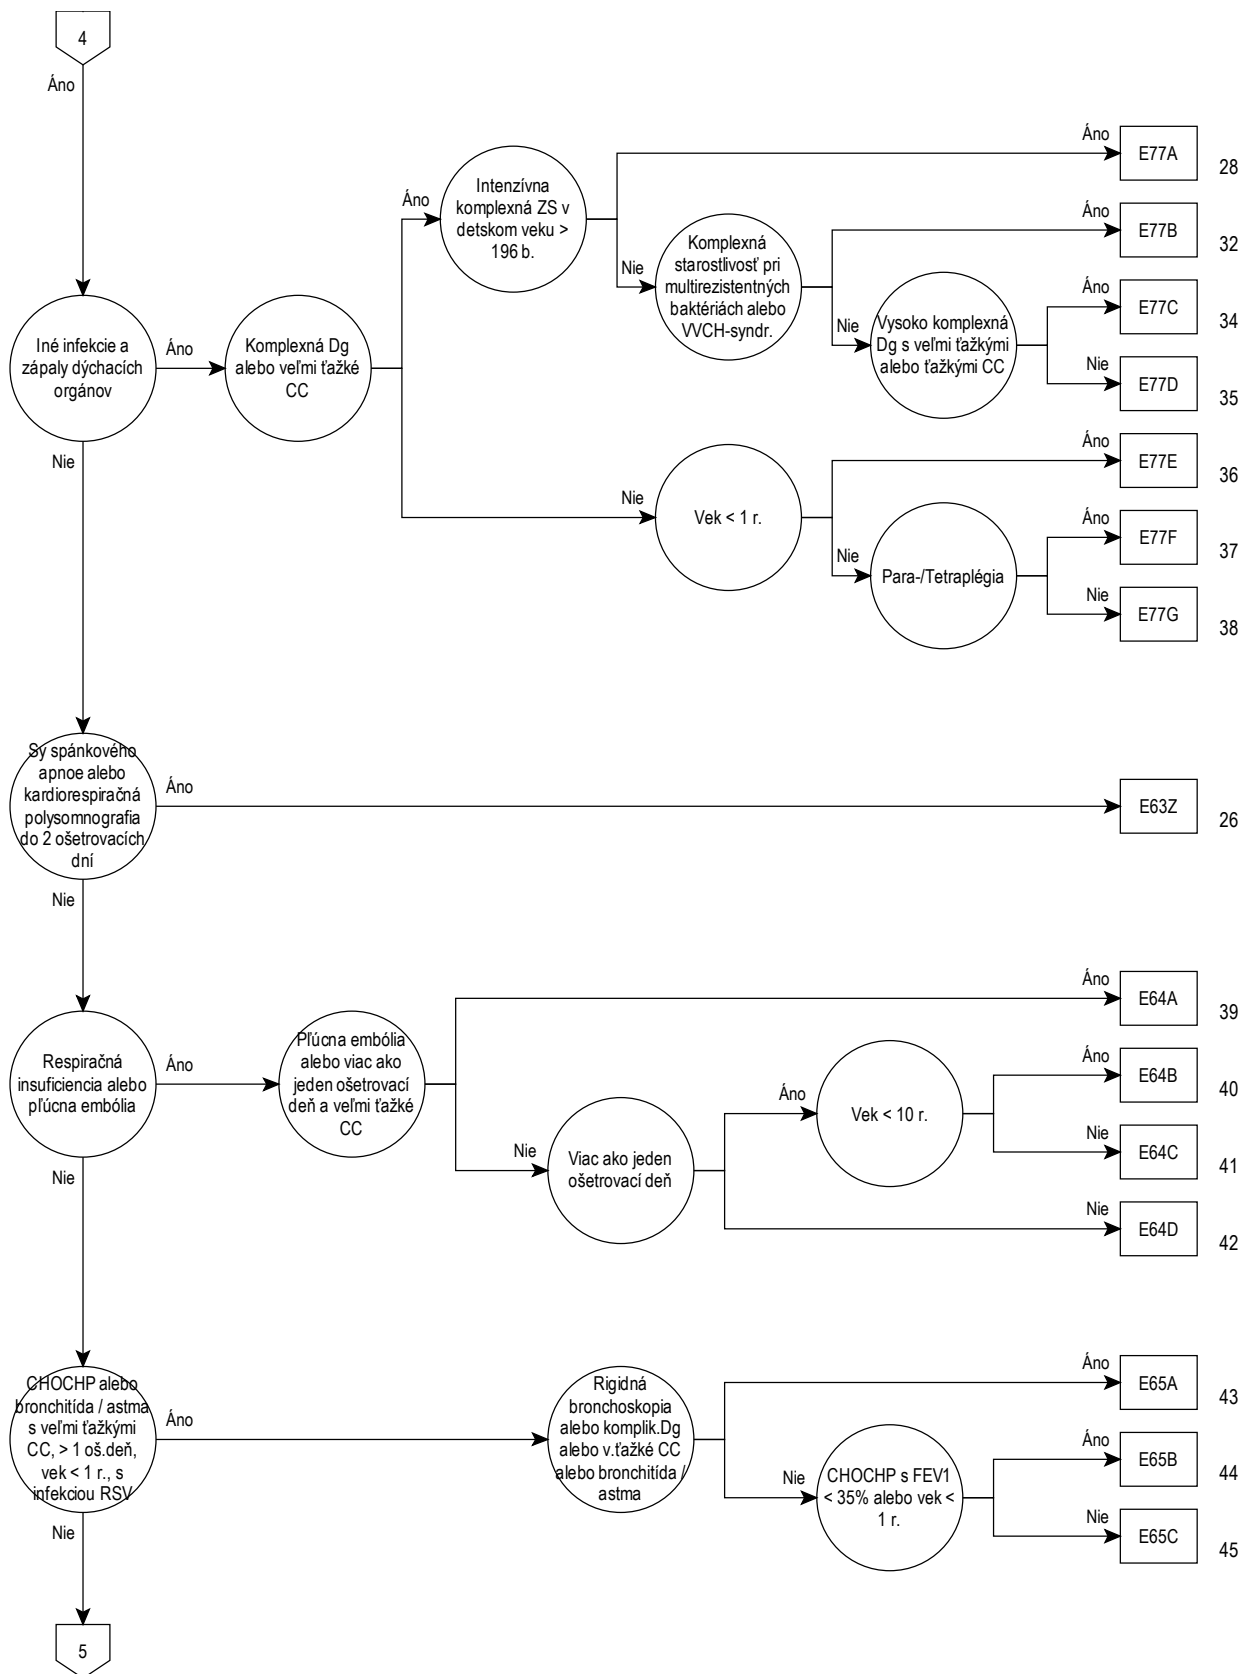 4
Áno
Iné infekcie a
zápaly dýchacích
orgánov
Áno
Komplexná Dg
alebo veľmi ťažké
CC
Áno
Intenzívna
komplexná ZS v
detskom veku >
196 b.
Áno
E77A
28
Nie
Komplexná
starostlivosť pri
multirezistentných
baktériách alebo
VVCH-syndr.
Áno
E77B
32
Nie
Vysoko komplexná
Dg s veľmi ťažkými
alebo ťažkými CC
Áno
E77C
34
Nie
E77D
35
Nie
Vek < 1 r.
Áno
E77E
36
Nie
Para-/Tetraplégia
Áno
E77F
37
Nie
E77G
38
Nie
Sy spánkového
apnoe alebo
kardiorespiračná
polysomnografia
do 2 ošetrovacích
dní
Áno
E63Z
26
Nie
Respiračná
insuficiencia alebo
pľúcna embólia
Áno
Pľúcna embólia
alebo viac ako
jeden ošetrovací
deň a veľmi ťažké
CC
Áno
E64A
39
Nie
Viac ako jeden
ošetrovací deň
Áno
Vek < 10 r.
Áno
E64B
40
Nie
E64C
41
Nie
E64D
42
Nie
CHOCHP alebo
bronchitída / astma
s veľmi ťažkými
CC, > 1 oš.deň,
vek < 1 r., s
infekciou RSV
Áno
Rigidná
bronchoskopia
alebo komplik.Dg
alebo v.ťažké CC
alebo bronchitída /
astma
Áno
E65A
43
Nie
CHOCHP s FEV1
< 35% alebo vek <
1 r.
Áno
E65B
44
Nie
E65C
45
Nie
5